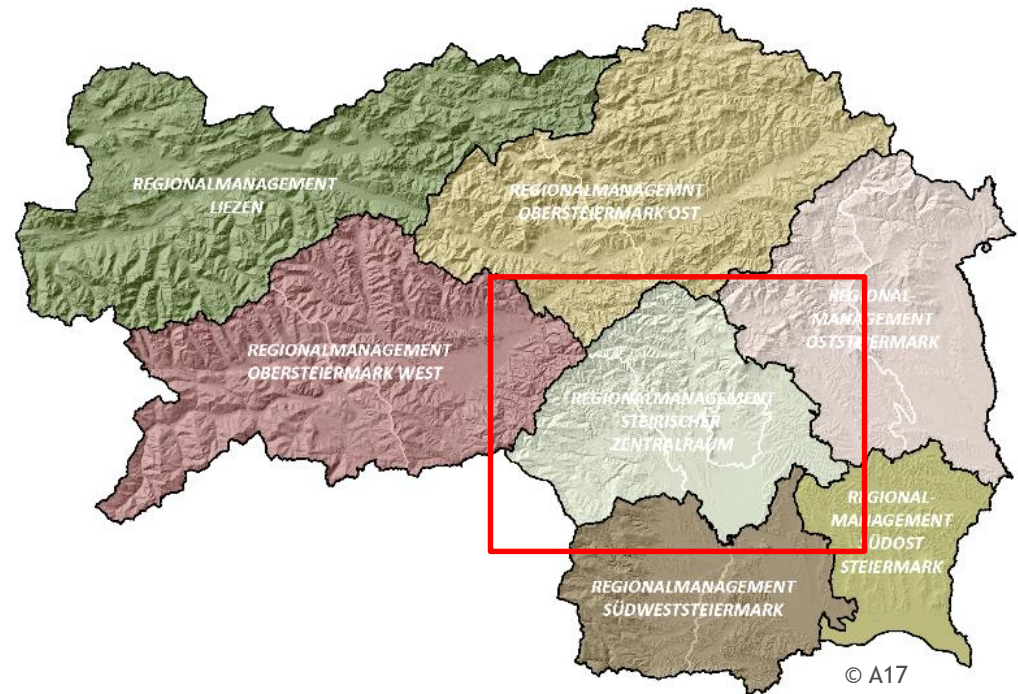 REGIONALMANAGEMENT
LIEZEN
REGIONALMANAGEMNT
OBERSTEIERMARK OST
REGIONAL-
MANAGEMENT
OSTSTEIERMARK
REGIONALMANAGEMENT
OBERSTEIERMARK WEST
REGIONALMANAGEMENT
STEIRISCHER
ZENTRALRAUM
REGIONAL-
MANAGEMENT
SÜDOST
STEIERMARK
REGIONALMANAGEMENT
SÜDWESTSTEIERMARK
© A17